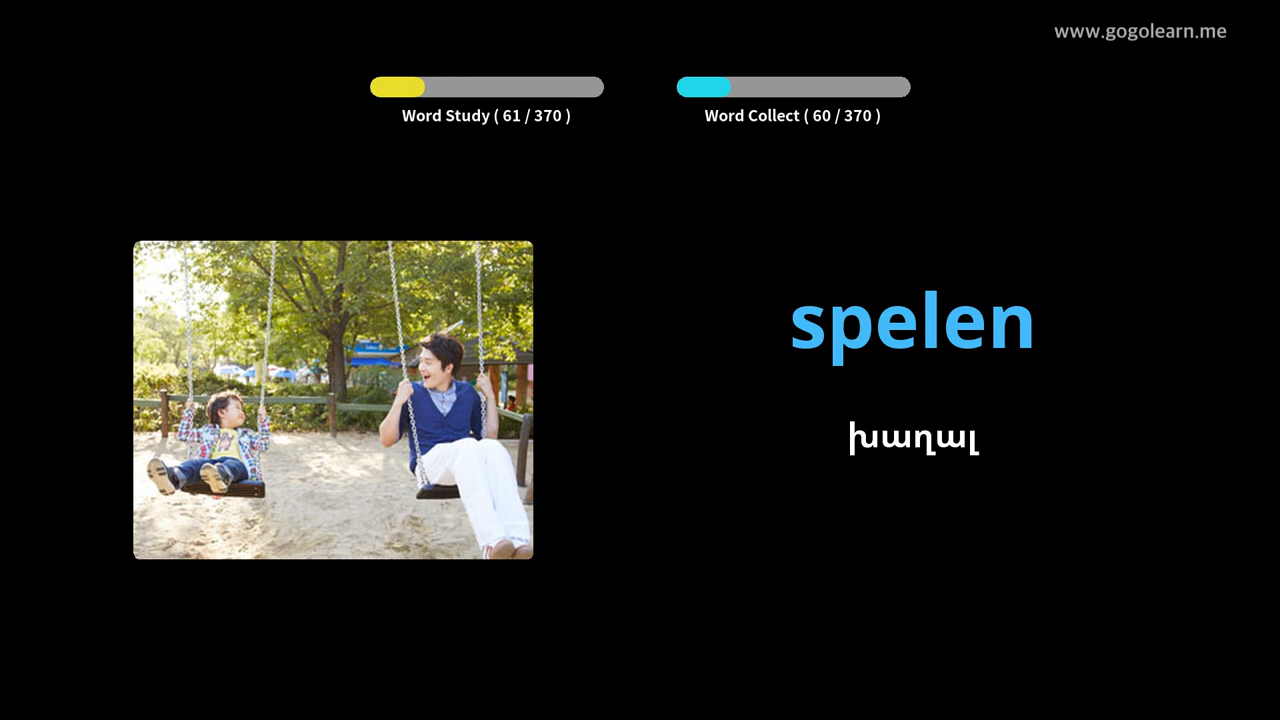 www.gogolearn.me
Word Study ( 61 / 370 )
Word Collect ( 60 / 370 )
spelen
խաղալ